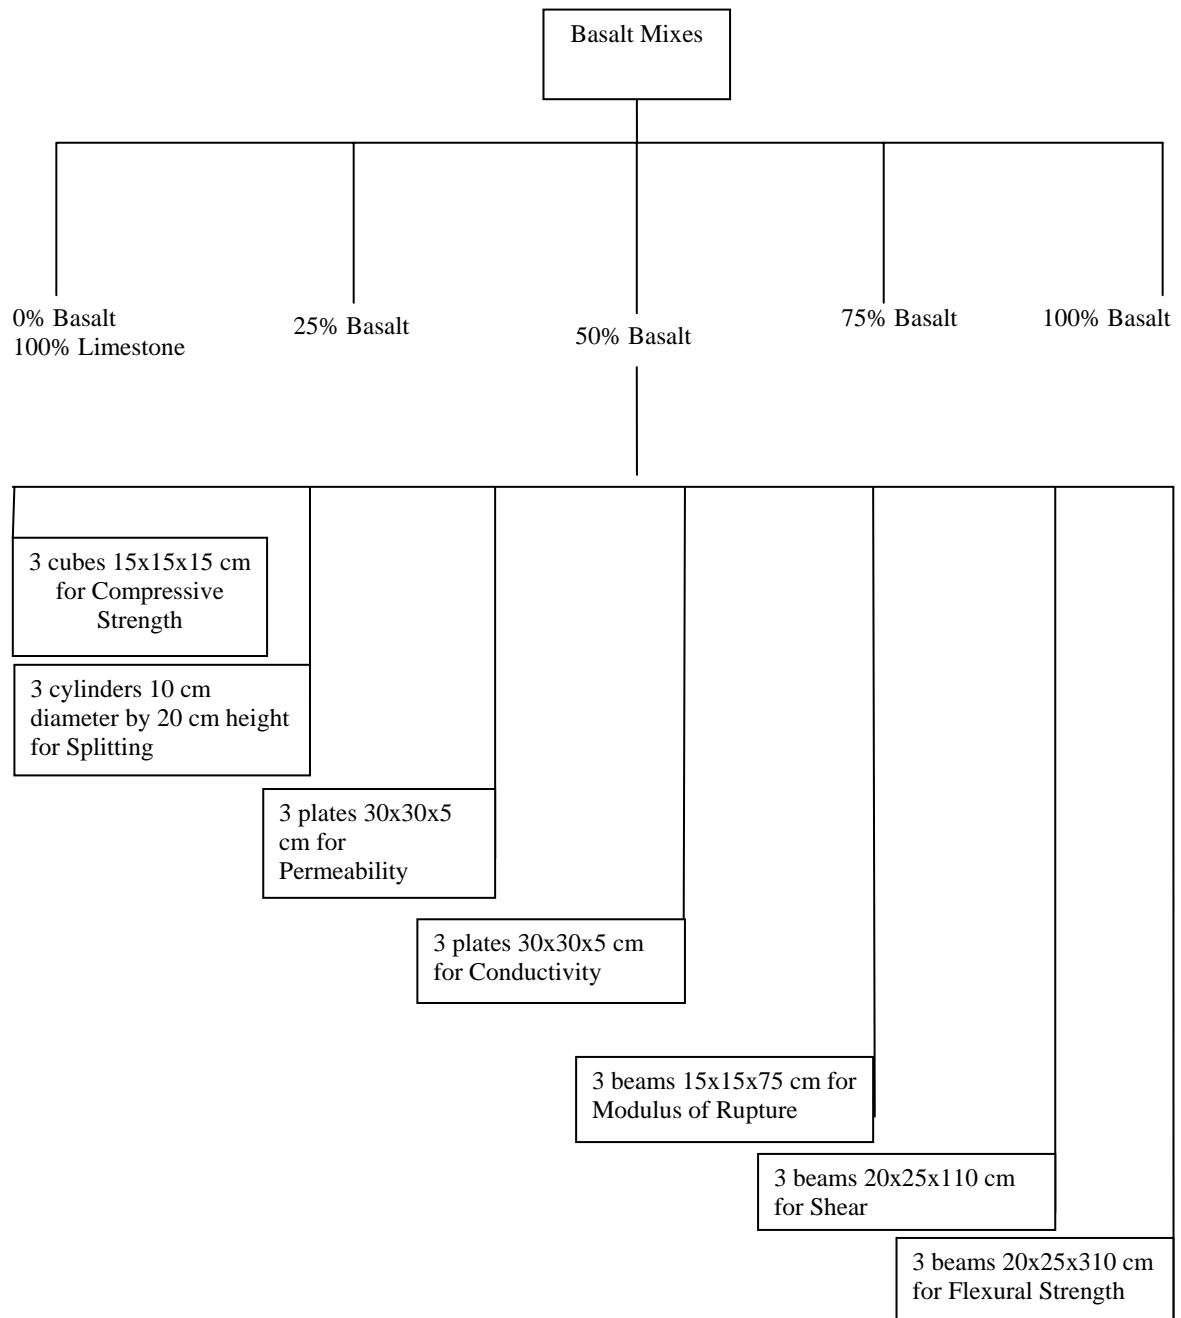 Basalt Mixes
0% Basalt
100% Limestone
25% Basalt
50% Basalt
75% Basalt
100% Basalt
3 cubes 15x15x15 cm
for Compressive
Strength
3 cylinders 10 cm
diameter by 20 cm height
for Splitting
3 plates 30x30x5
cm for
Permeability
3 plates 30x30x5 cm
for Conductivity
3 beams 15x15x75 cm for
Modulus of Rupture
3 beams 20x25x110 cm
for Shear
3 beams 20x25x310 cm
for Flexural Strength